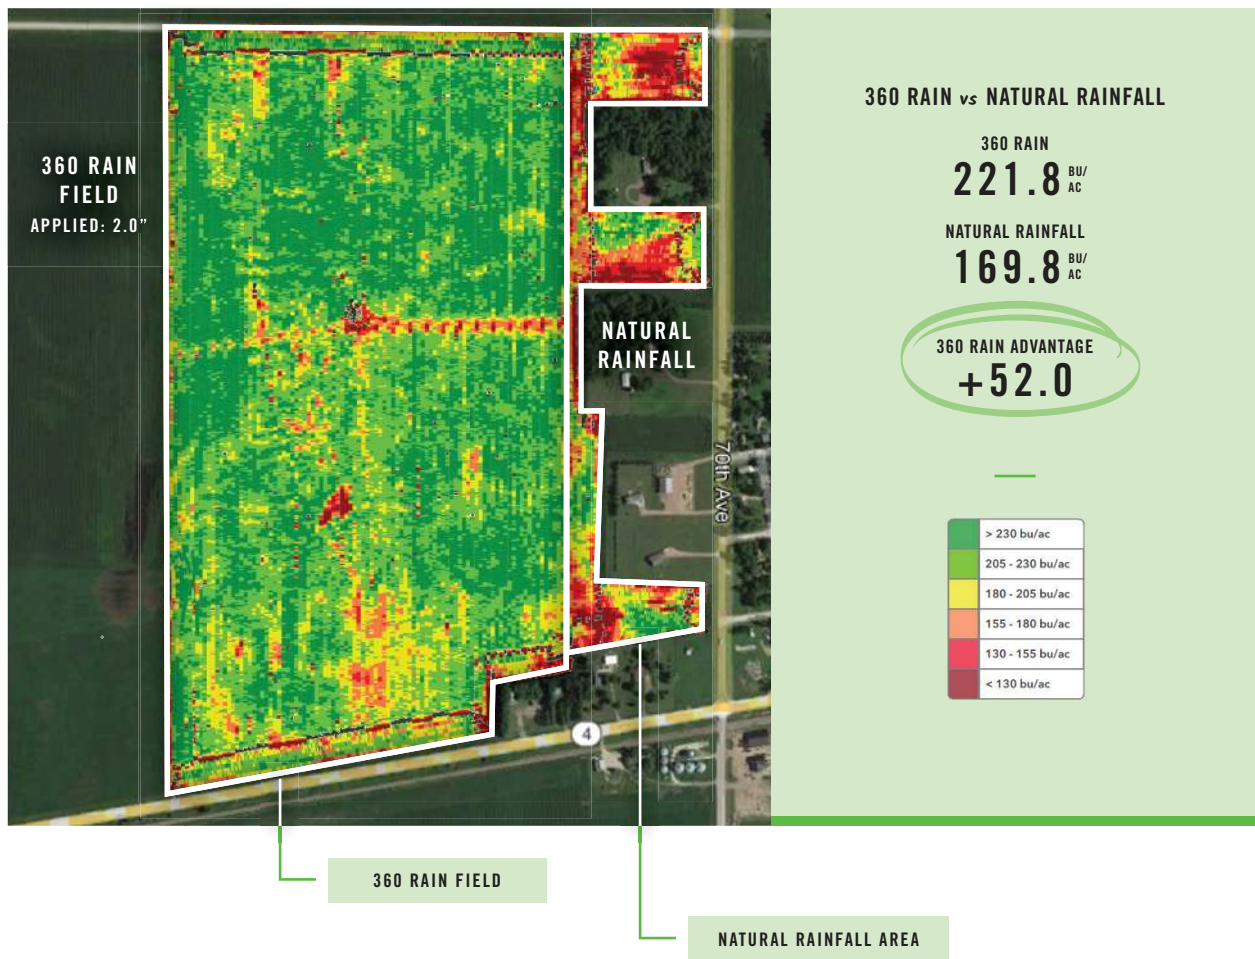 360 RAIN
FIELD
APPLIED: 2.0"
NATURAL
RAINFALL
70th Ave
4
360 RAIN vs NATURAL RAINFALL
360 RAIN
221.8 BU/
AC
NATURAL RAINFALL
169.8 BU/
AC
360 RAIN ADVANTAGE
+52.0
> 230 bu/ac
205 - 230 bu/ac
180 - 205 bu/ac
155 - 180 bu/ac
130 - 155 bu/ac
< 130 bu/ac
360 RAIN FIELD
NATURAL RAINFALL AREA